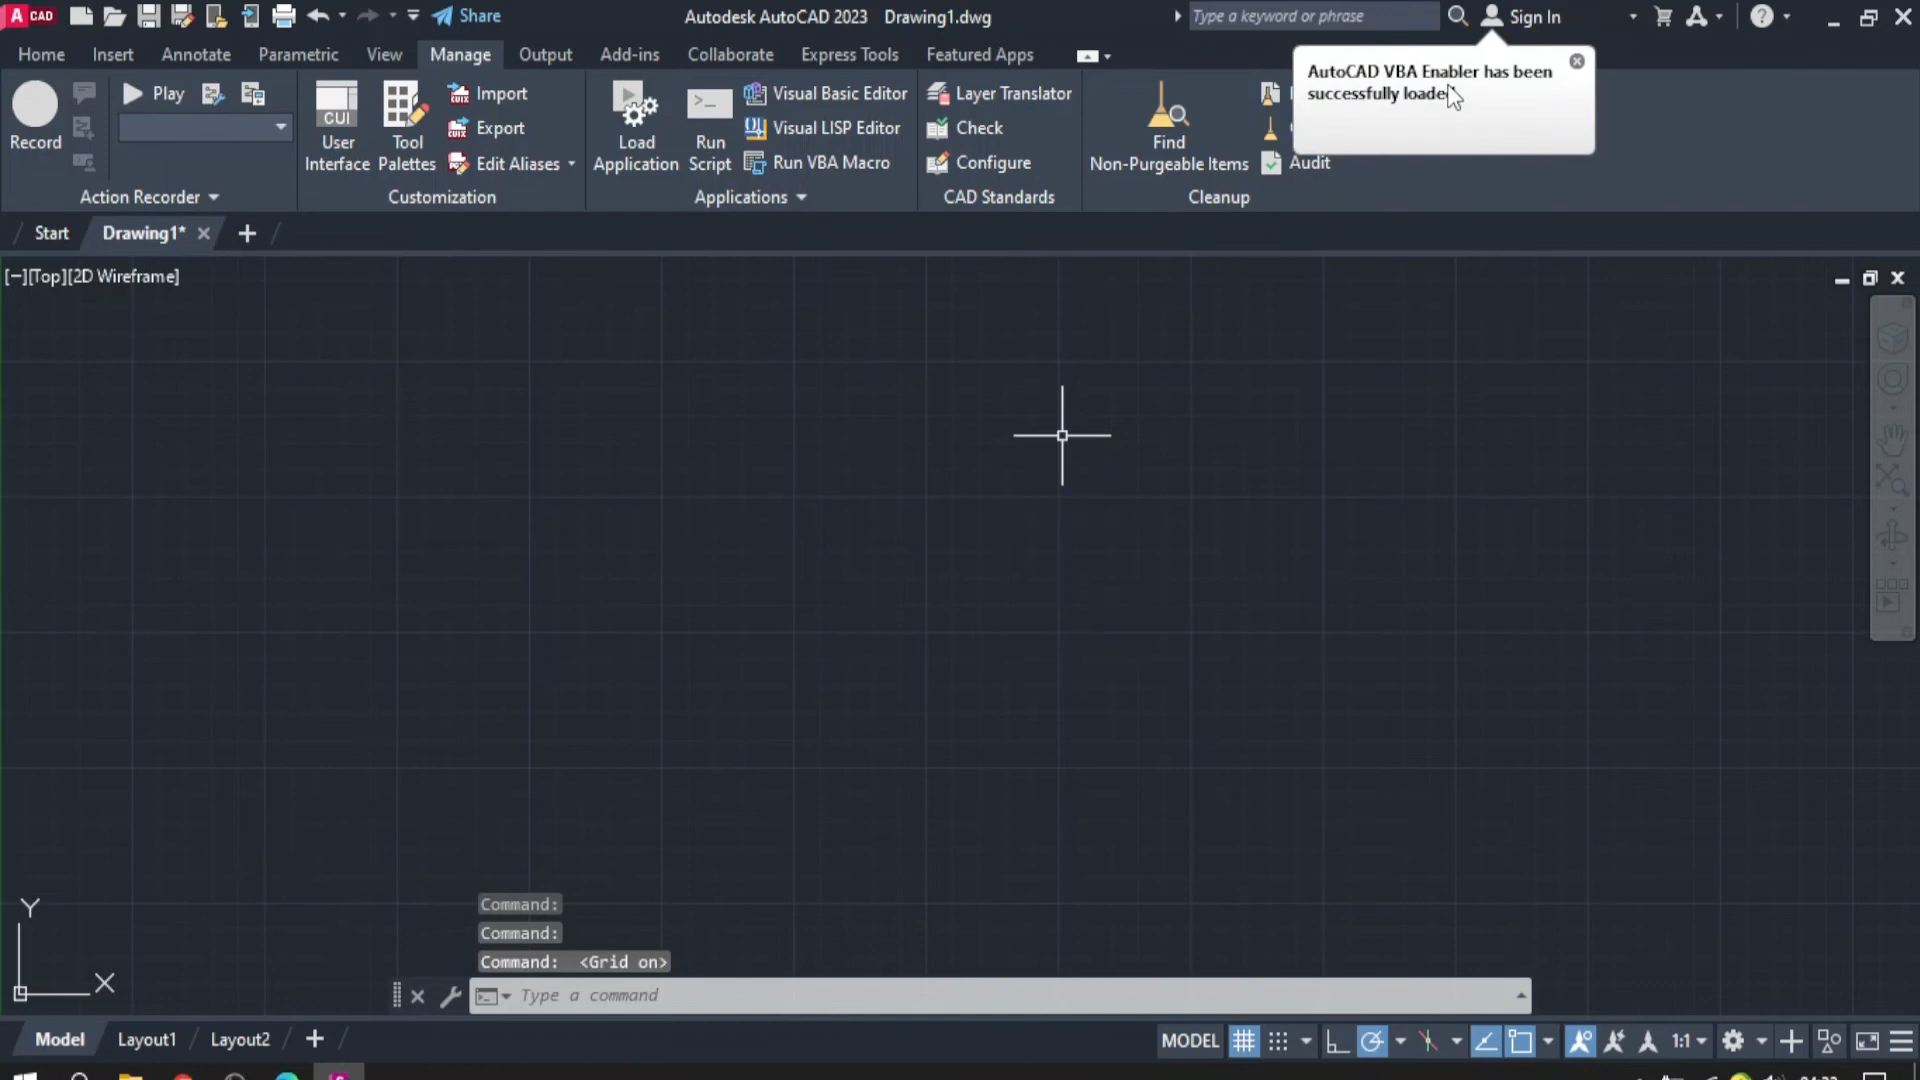 A CAD
Share
Autodesk AutoCAD 2023 Drawing1.dwg
Type a keyword or phrase
Sign In
Home Insert Annotate Parametric View Manage Output Add-ins Collaborate Express Tools Featured Apps
AutoCAD VBA Enabler has been
successfully loaded
Record
Play
CUI
User
Interface
Tool
Palettes
Import
Export
Edit Aliases
Load
Application
Run
Script
Visual Basic Editor
Visual LISP Editor
Run VBA Macro
Layer Translator
Check
Configure
Find
Non-Purgeable Items
Audit
Action Recorder
Customization
Applications
CAD Standards
Cleanup
Start
Drawing1*
[−][Top][2D Wireframe]
Command:
Command:
Command: <Grid on>
Type a command
Y
X
Model
Layout1
Layout2
MODEL
1:1